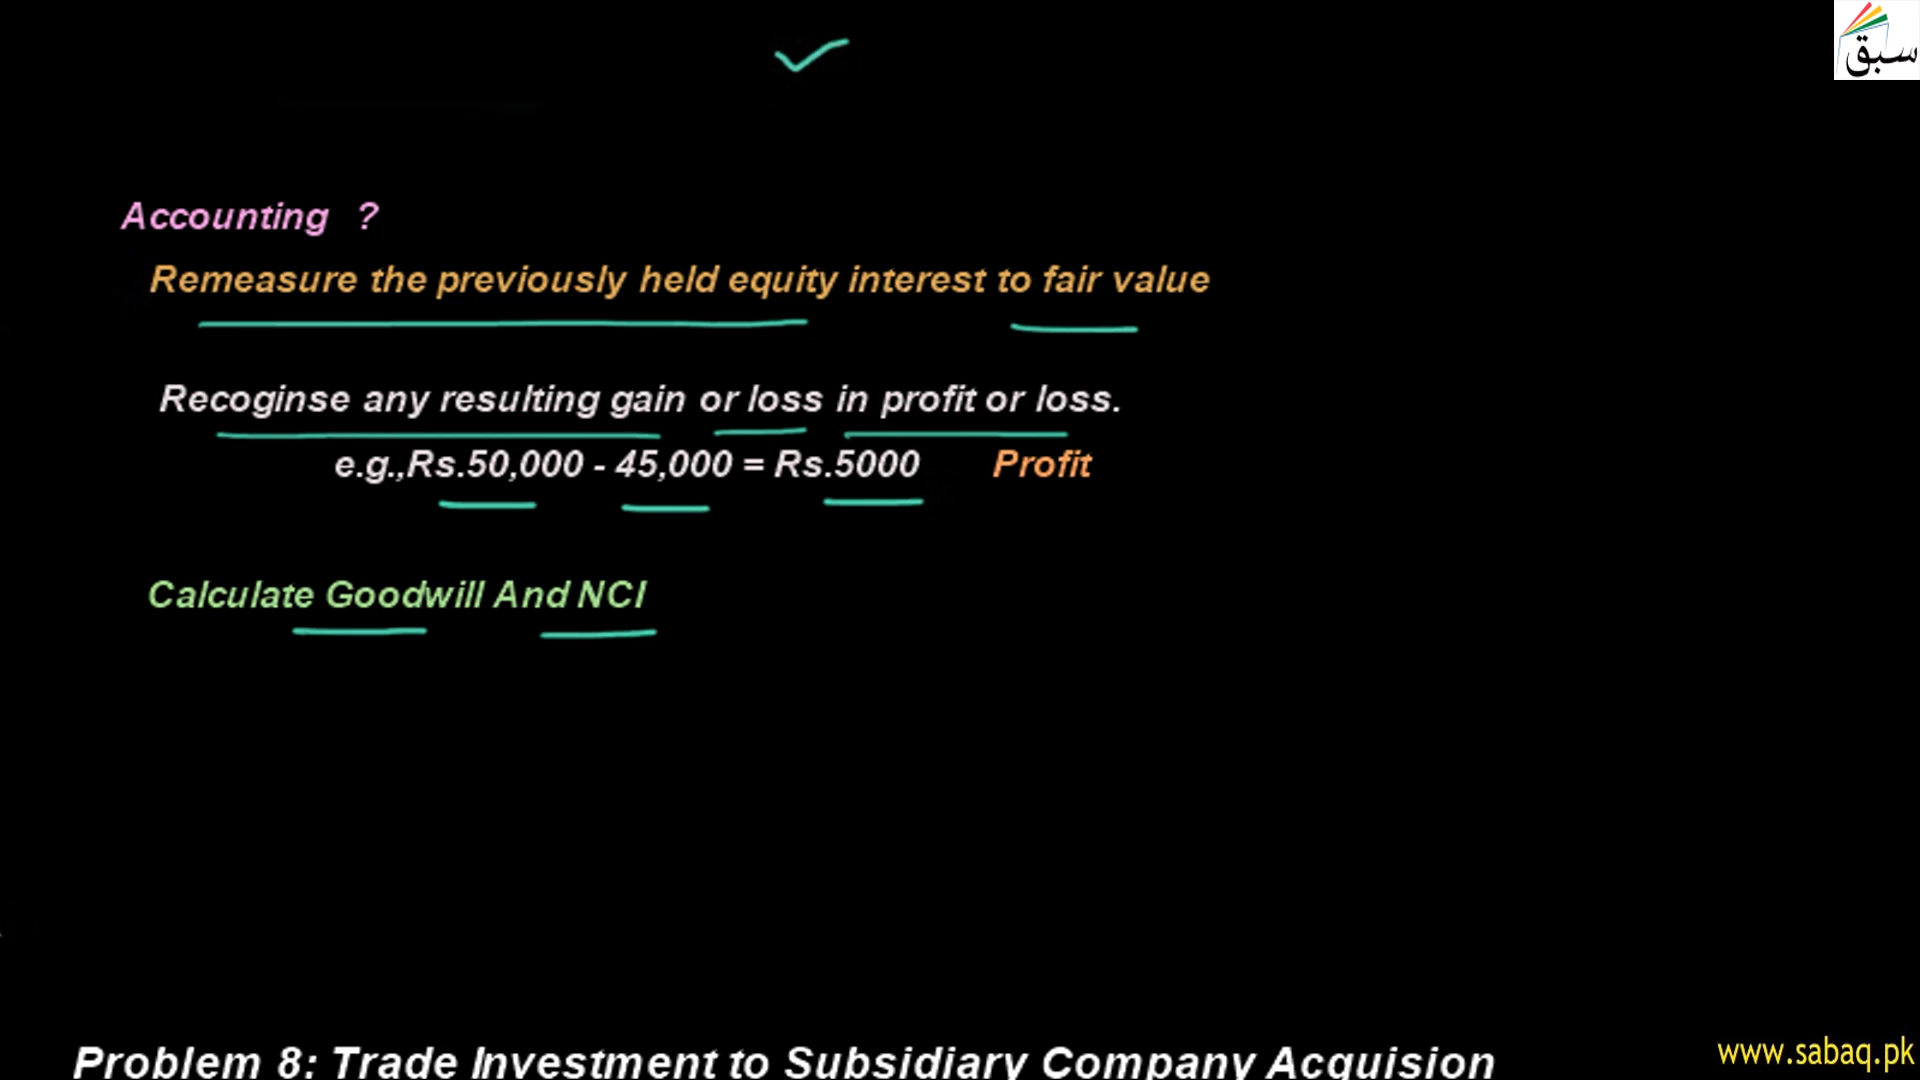 سبق
Accounting ?
Remeasure the previously held equity interest to fair value
Recoginse any resulting gain or loss in profit or loss.
e.g.,Rs.50,000 - 45,000 = Rs.5000 Profit
Calculate Goodwill And NCI
Problem 8: Trade Investment to Subsidiary Company Acquision
www.sabaq.pk